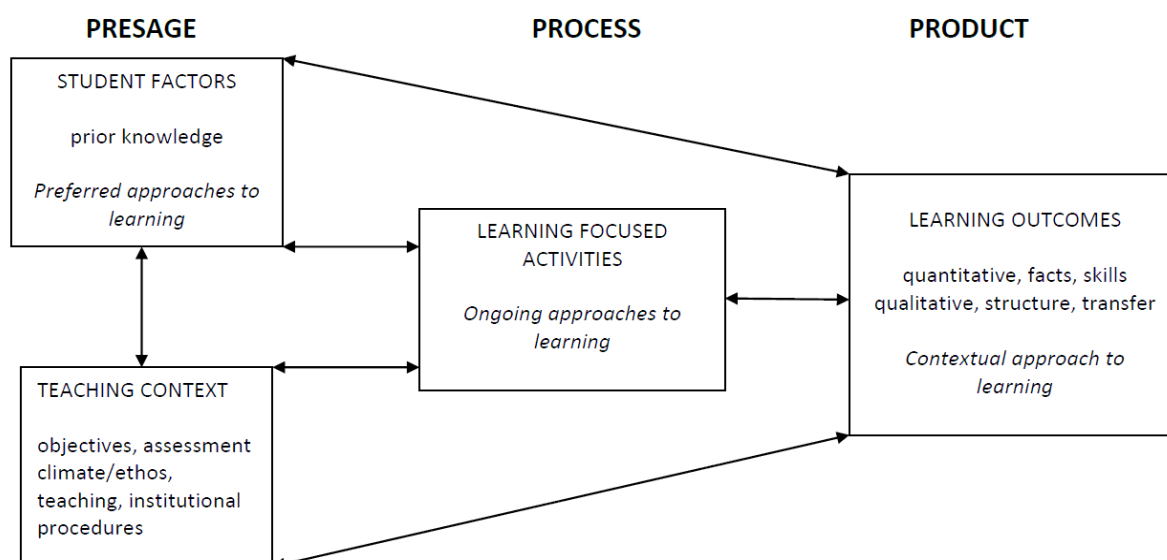 PRESAGE
PROCESS
PRODUCT
STUDENT FACTORS
prior knowledge
Preferred approaches to
learning
LEARNING FOCUSED
ACTIVITIES
Ongoing approaches to
learning
LEARNING OUTCOMES
quantitative, facts, skills
qualitative, structure, transfer
Contextual approach to
learning
TEACHING CONTEXT
objectives, assessment
climate/ethos,
teaching, institutional
procedures